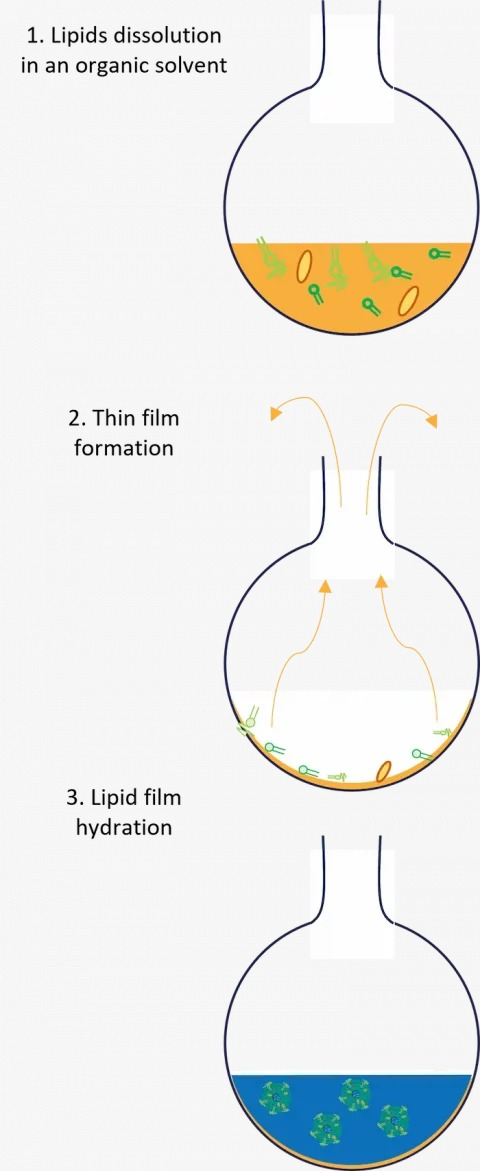 1. Lipids dissolution
in an organic solvent
2. Thin film
formation
3. Lipid film
hydration